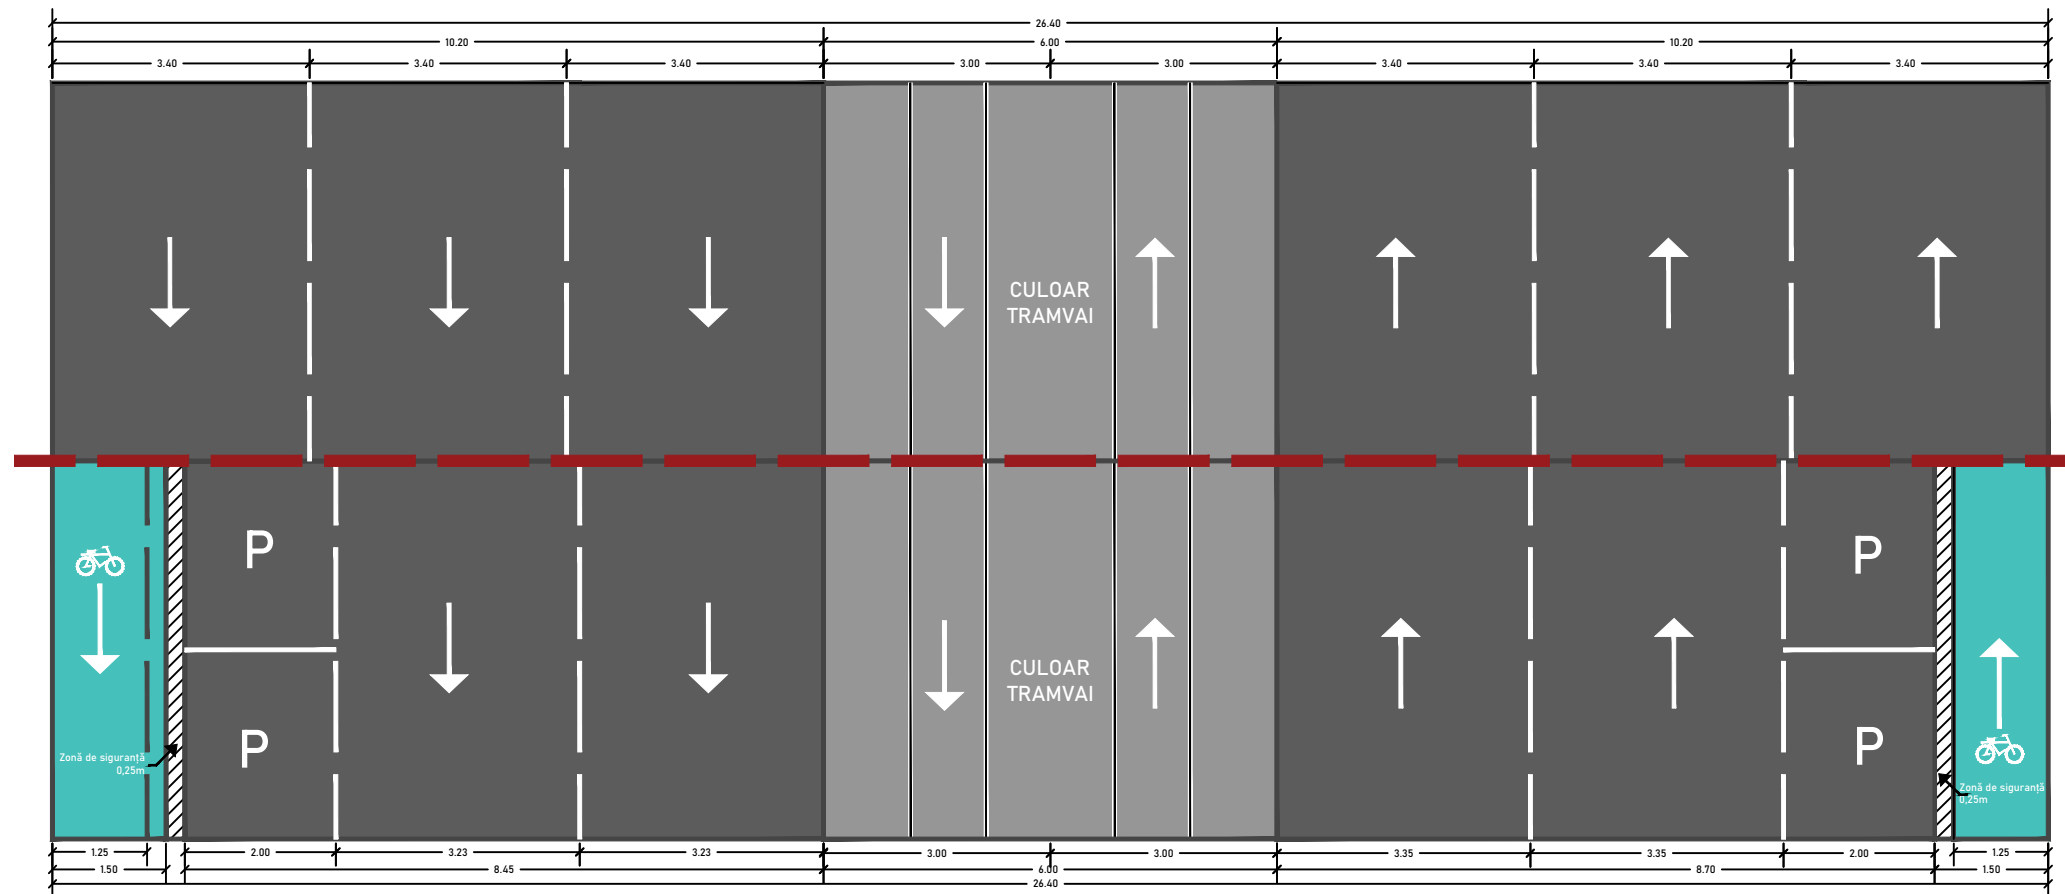 26.40
10.20 6.00 10.20
3.40 3.40 3.40 3.00 3.00 3.40 3.40 3.40
CULOAR
TRAMVAI
P
P
CULOAR
TRAMVAI
P
P
Zonă de siguranță
0,25m
Zonă de siguranță
0,25m
1.25 2.00 3.23 3.23 3.00 3.00 3.35 3.35 2.00 1.25
1.50 8.45 6.00 8.70 1.50
26.40